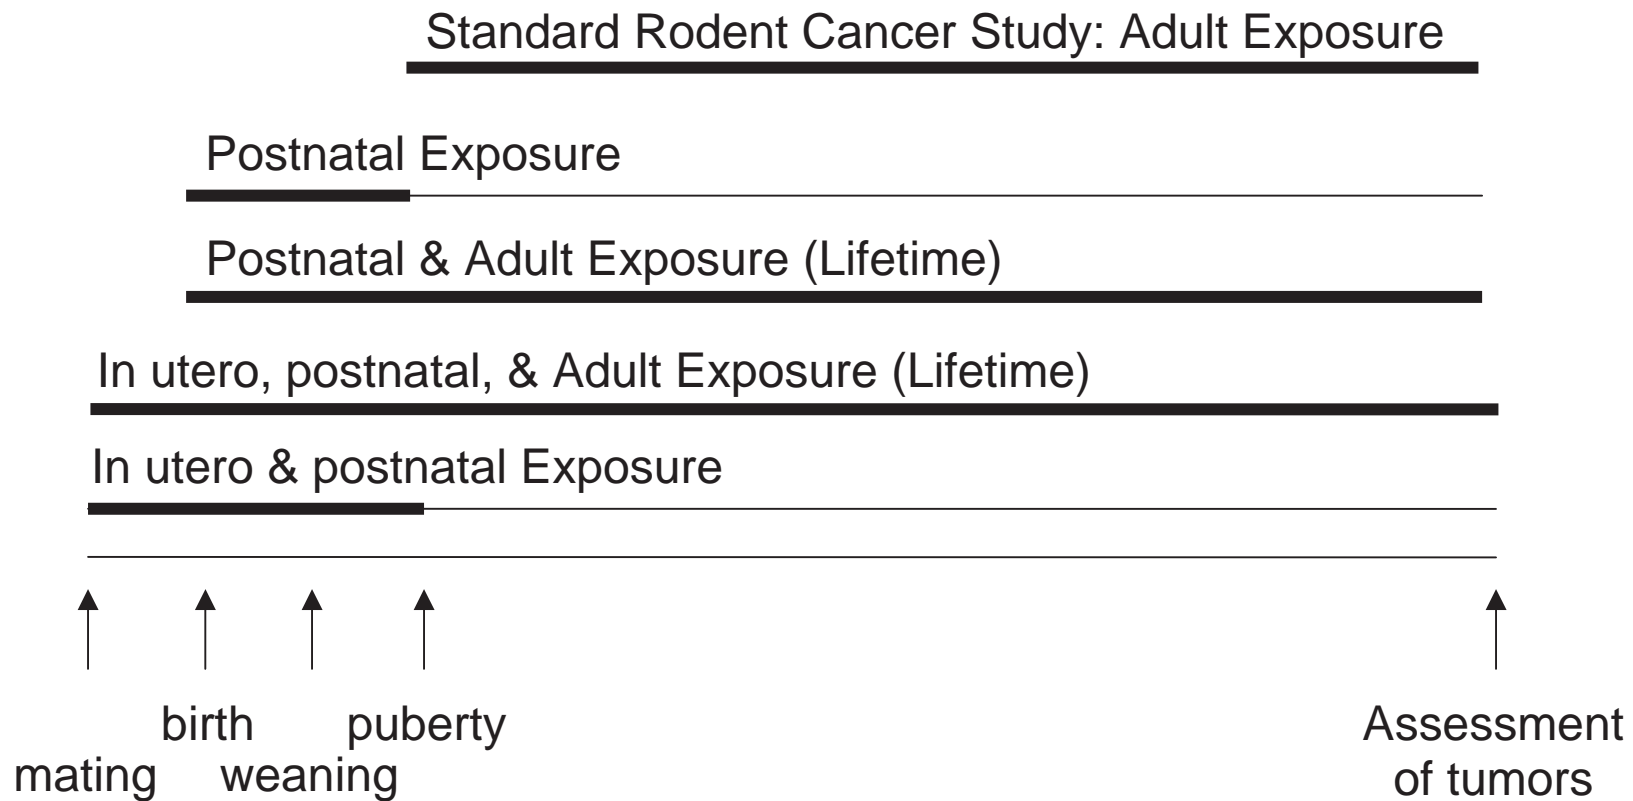 Standard Rodent Cancer Study: Adult Exposure
Postnatal Exposure
Postnatal & Adult Exposure (Lifetime)
In utero, postnatal, & Adult Exposure (Lifetime)
In utero & postnatal Exposure
birth puberty
mating weaning
Assessment
of tumors